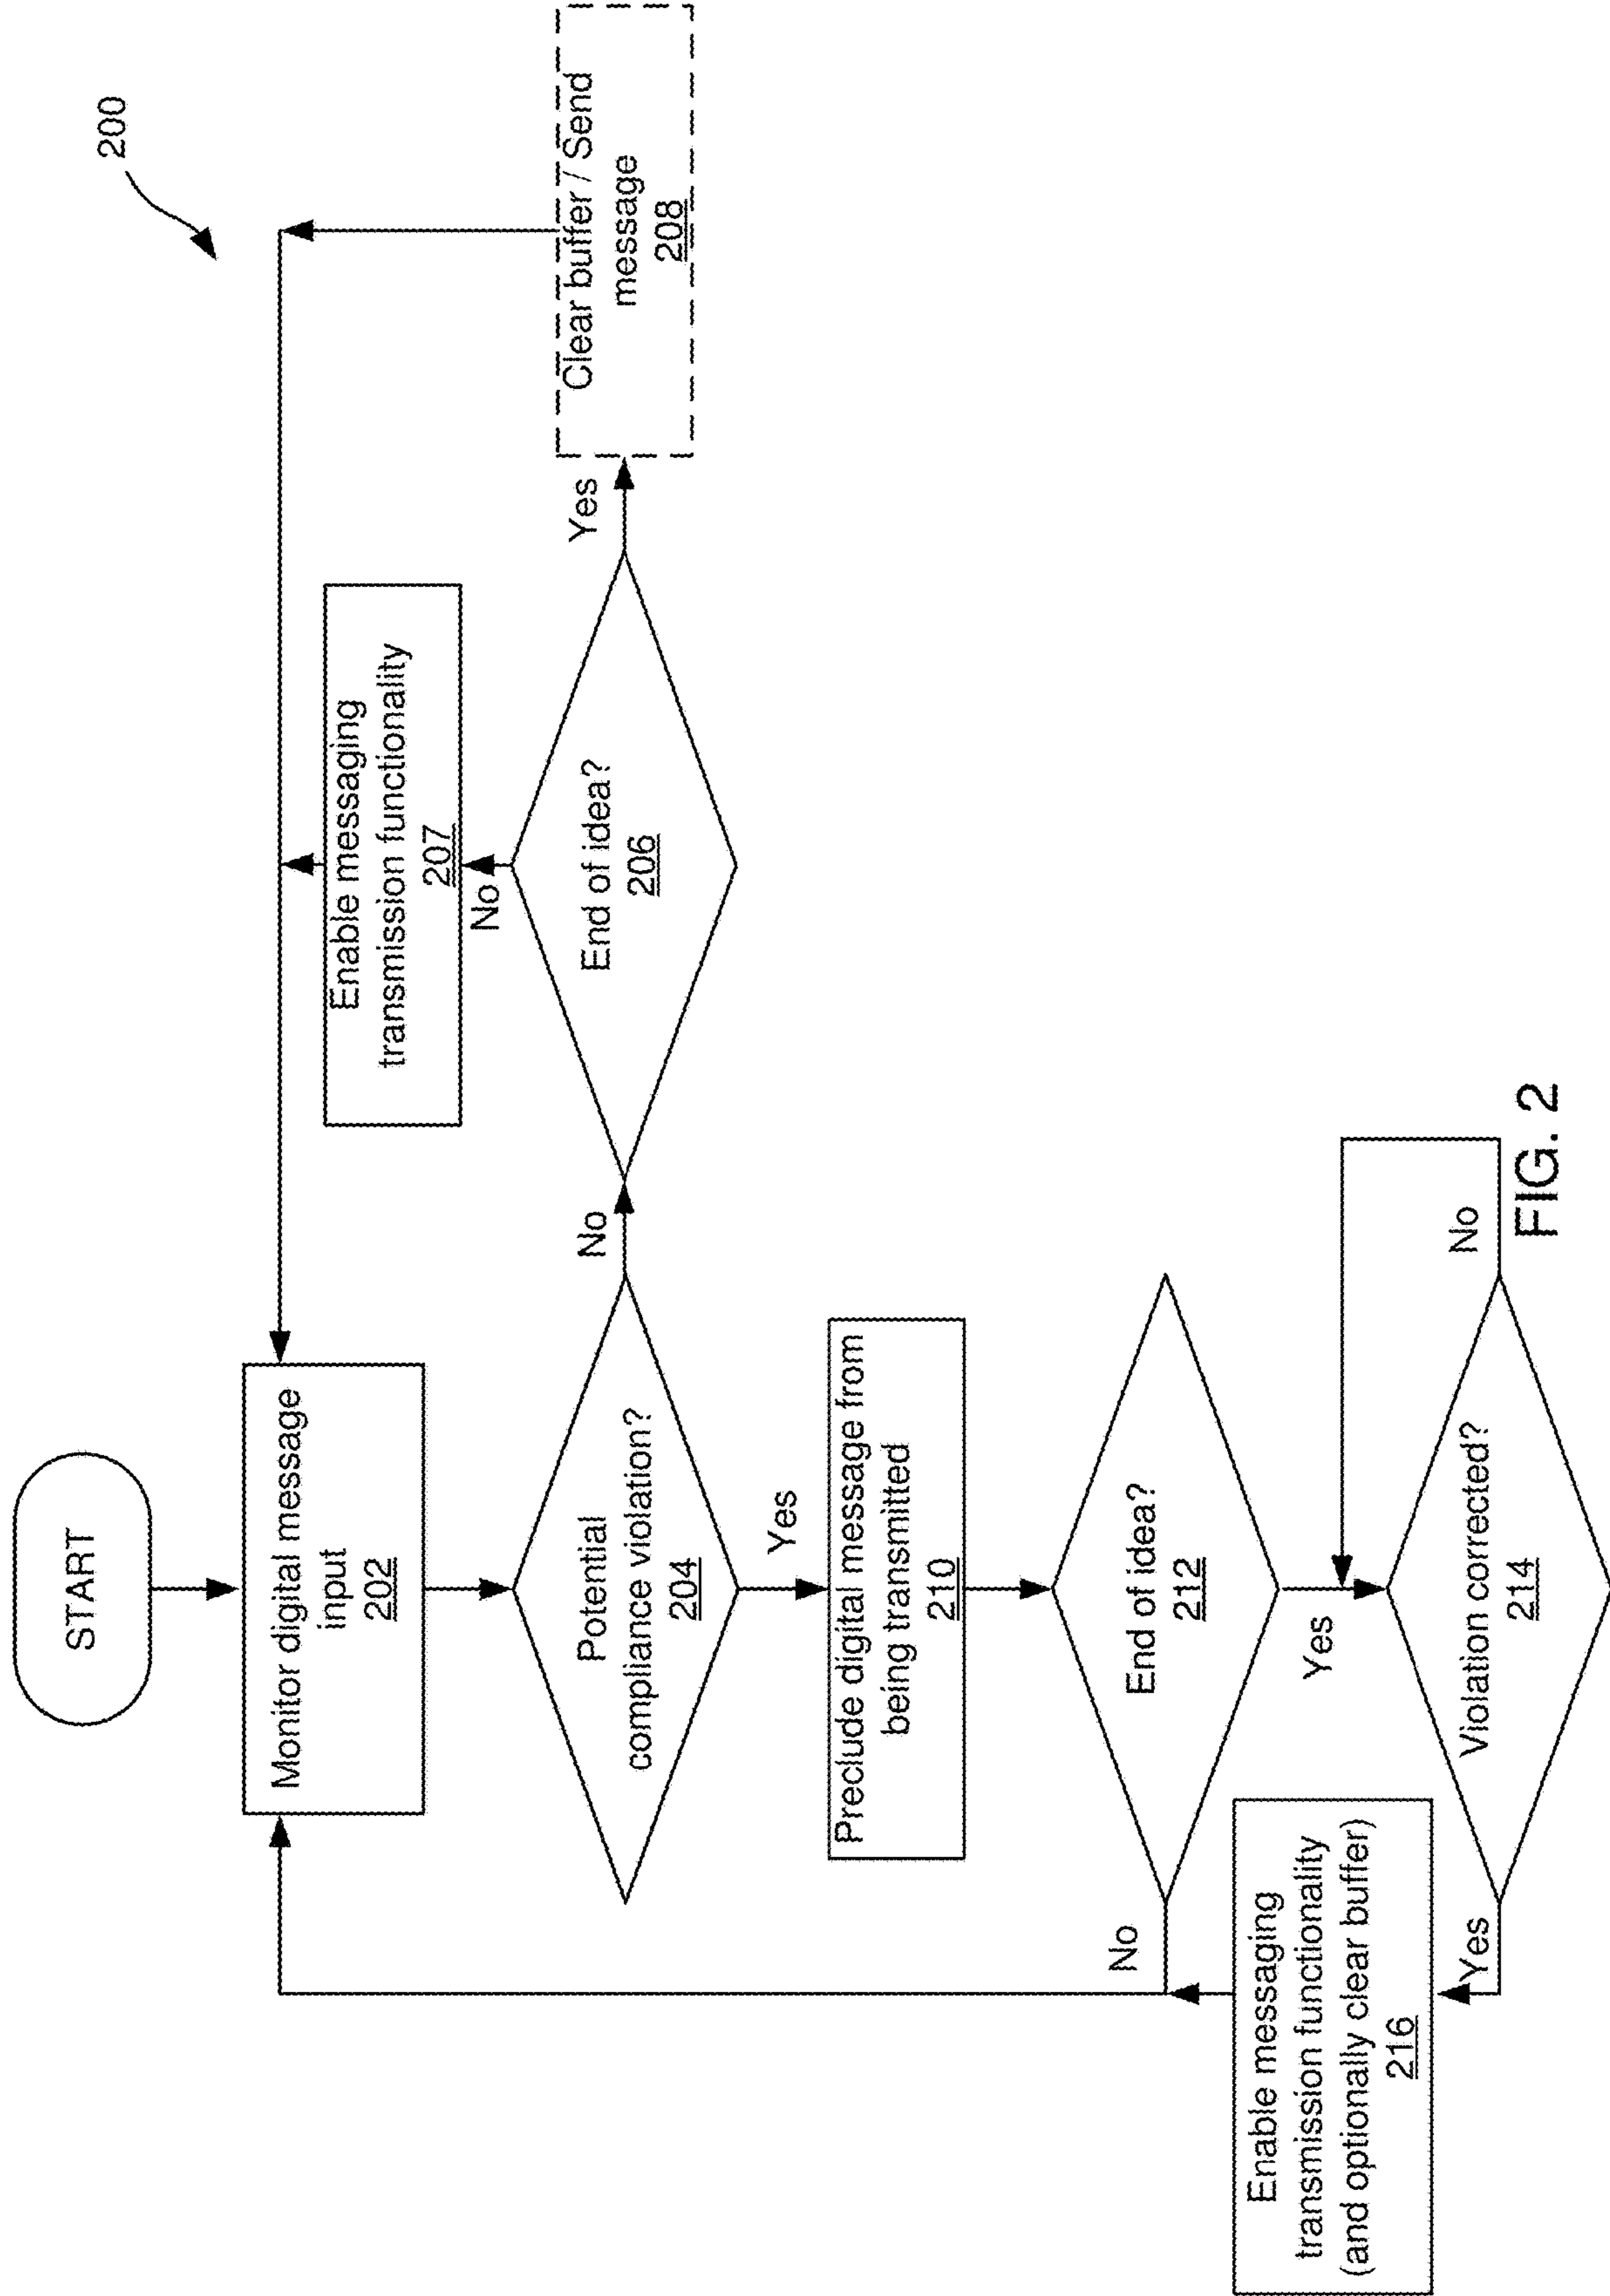 200
START
Monitor digital message
input
202
Potential
compliance violation?
204
No
End of idea?
206
No
Enable messaging
transmission functionality
207
Yes
Clear buffer / Send
message
208
Yes
Preclude digital message from
being transmitted
210
End of idea?
212
No
Yes
Violation corrected?
214
No
Yes
Enable messaging
transmission functionality
(and optionally clear buffer)
216
FIG. 2